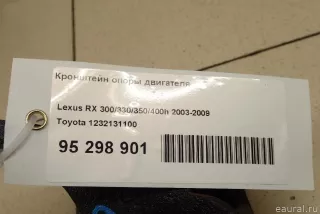 Кронштейн опоры двигателя
Lexus RX 300/330/350/400h 2003-2009
Toyota 1232131100
95 298 901
eaural.ru©